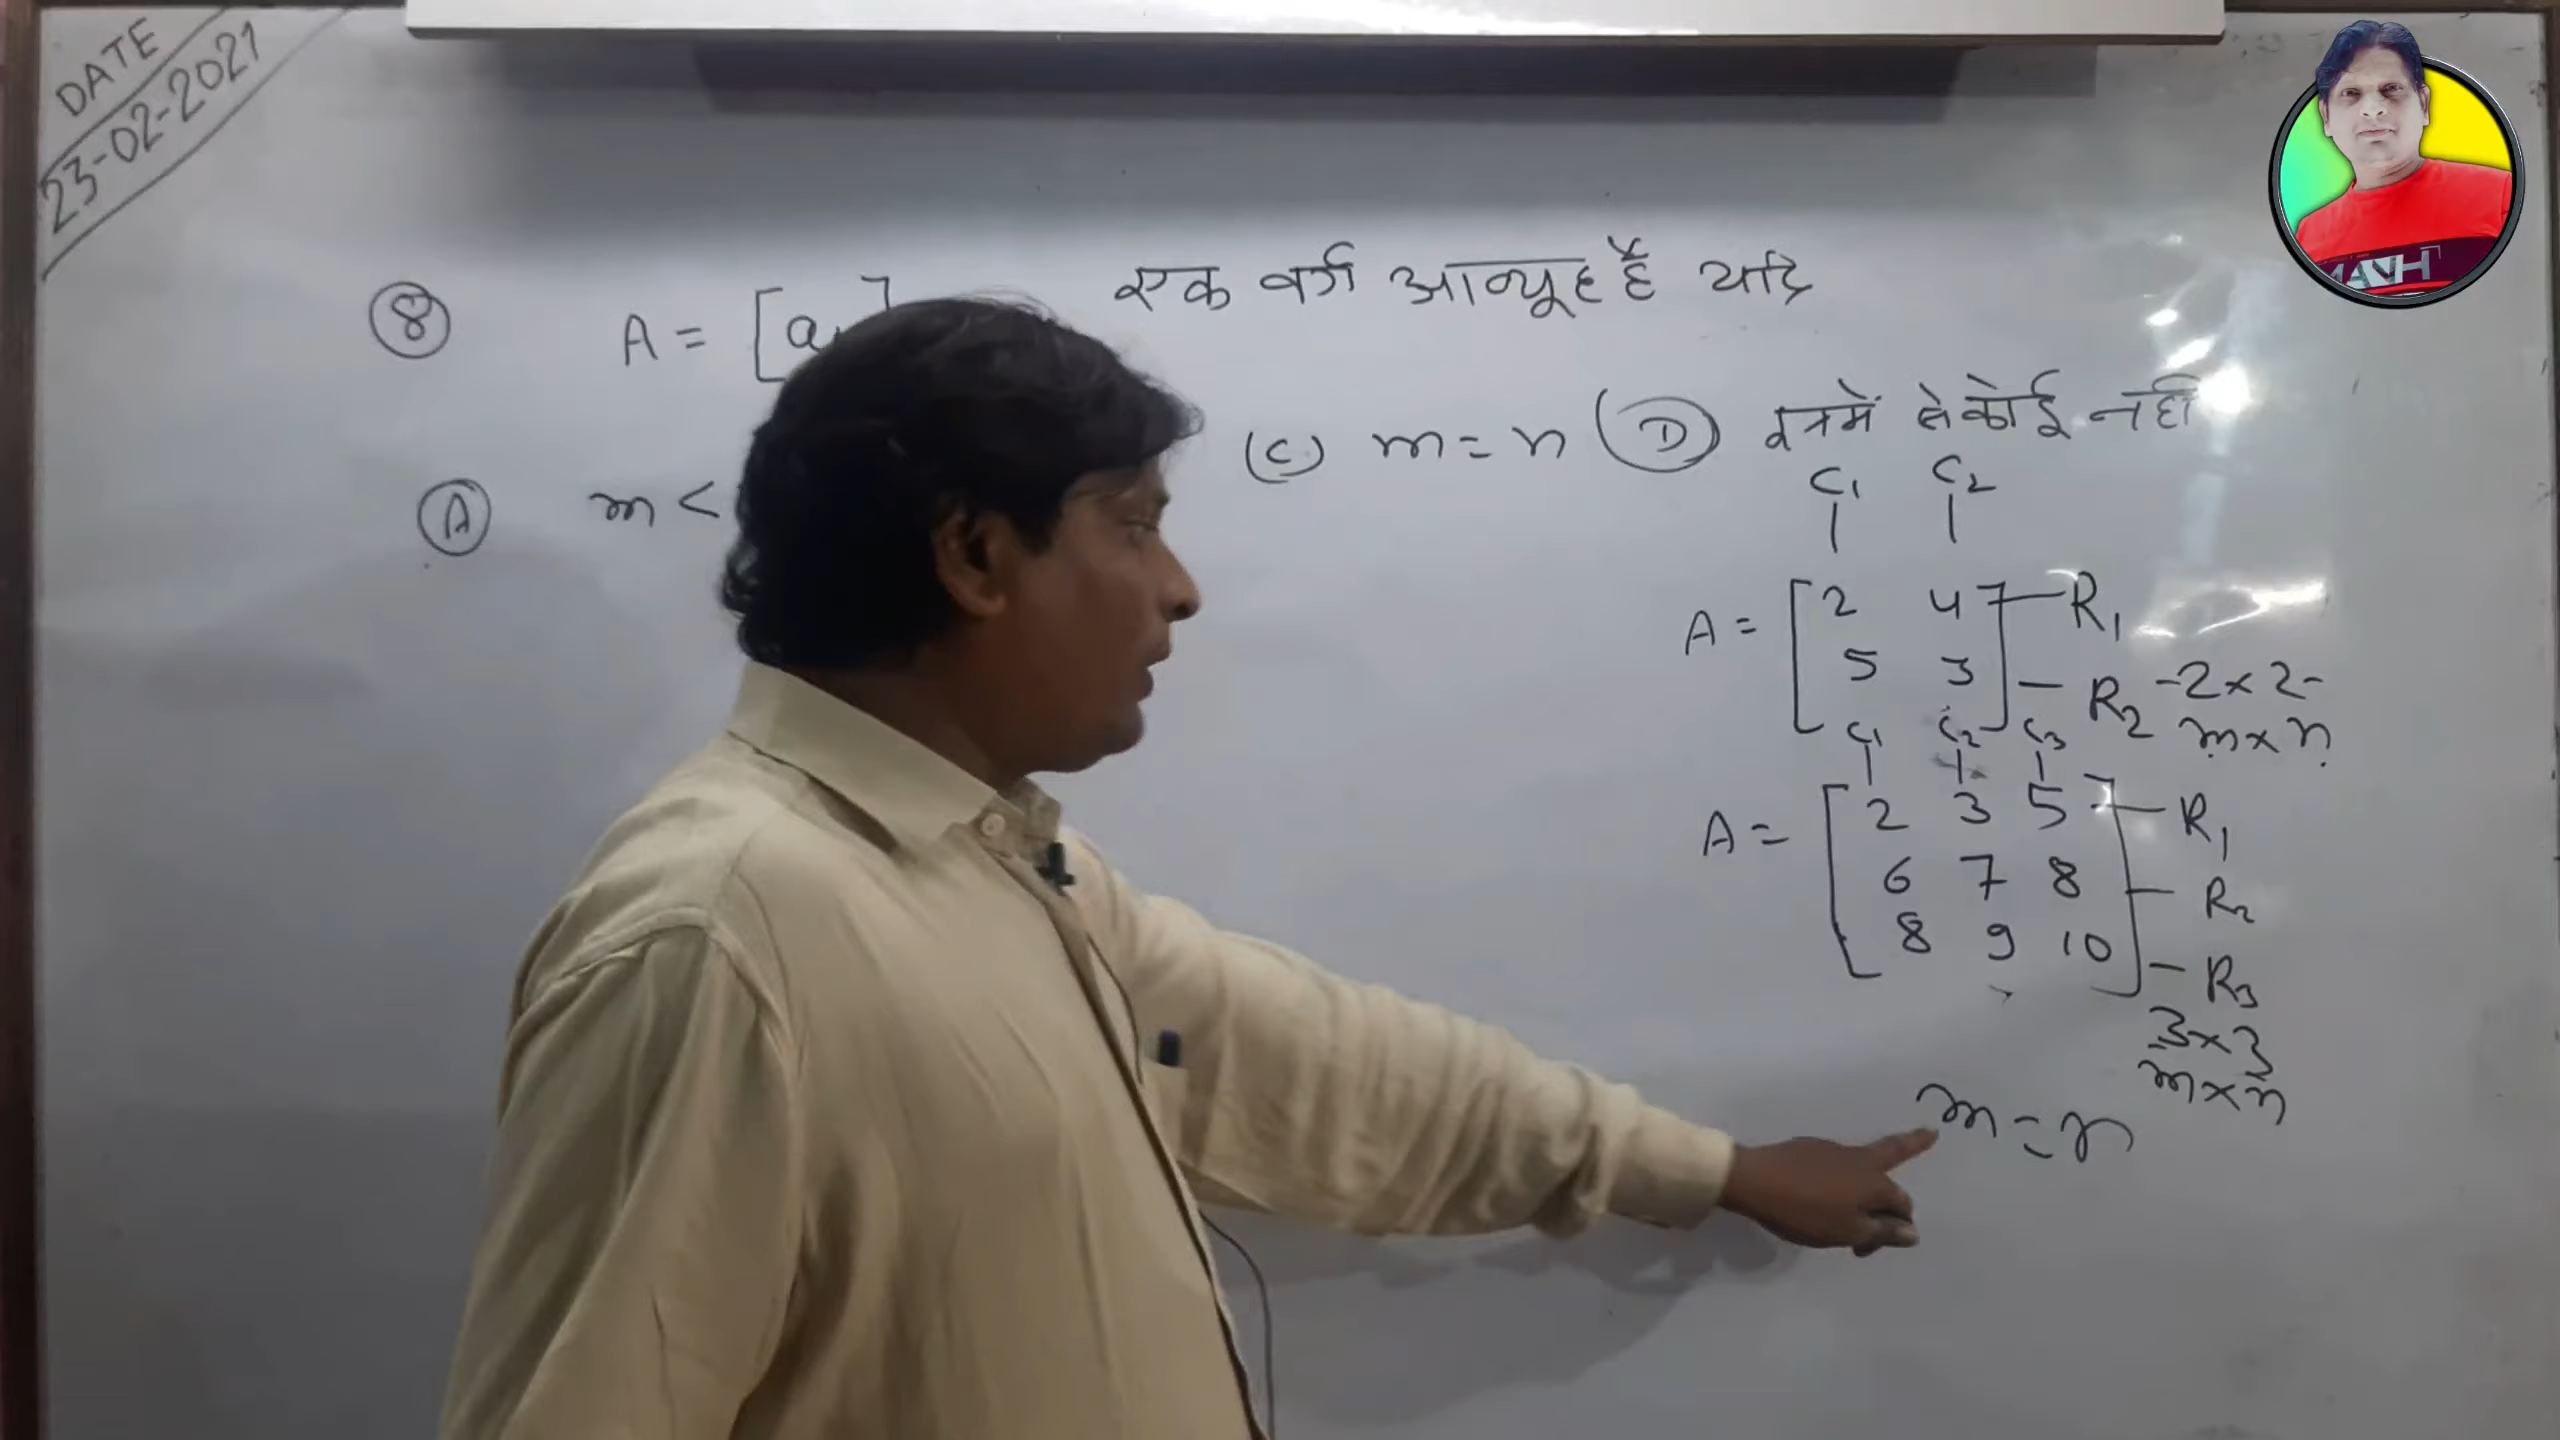 DATE
23-02-2021
⑧ A = [a ] एक वर्ग आव्यूह है यदि
Ⓐ m <
(C) m = n Ⓓ इनमें से कोई नहीं
C₁ C₂
A = [2 4] R₁
5 3 R₂ 2 × 2
m × n
C₁ C₂ C₃
A = [2 3 5] R₁
6 7 8 R₂
8 9 10 R₃
3 × 3
m × n
m = n